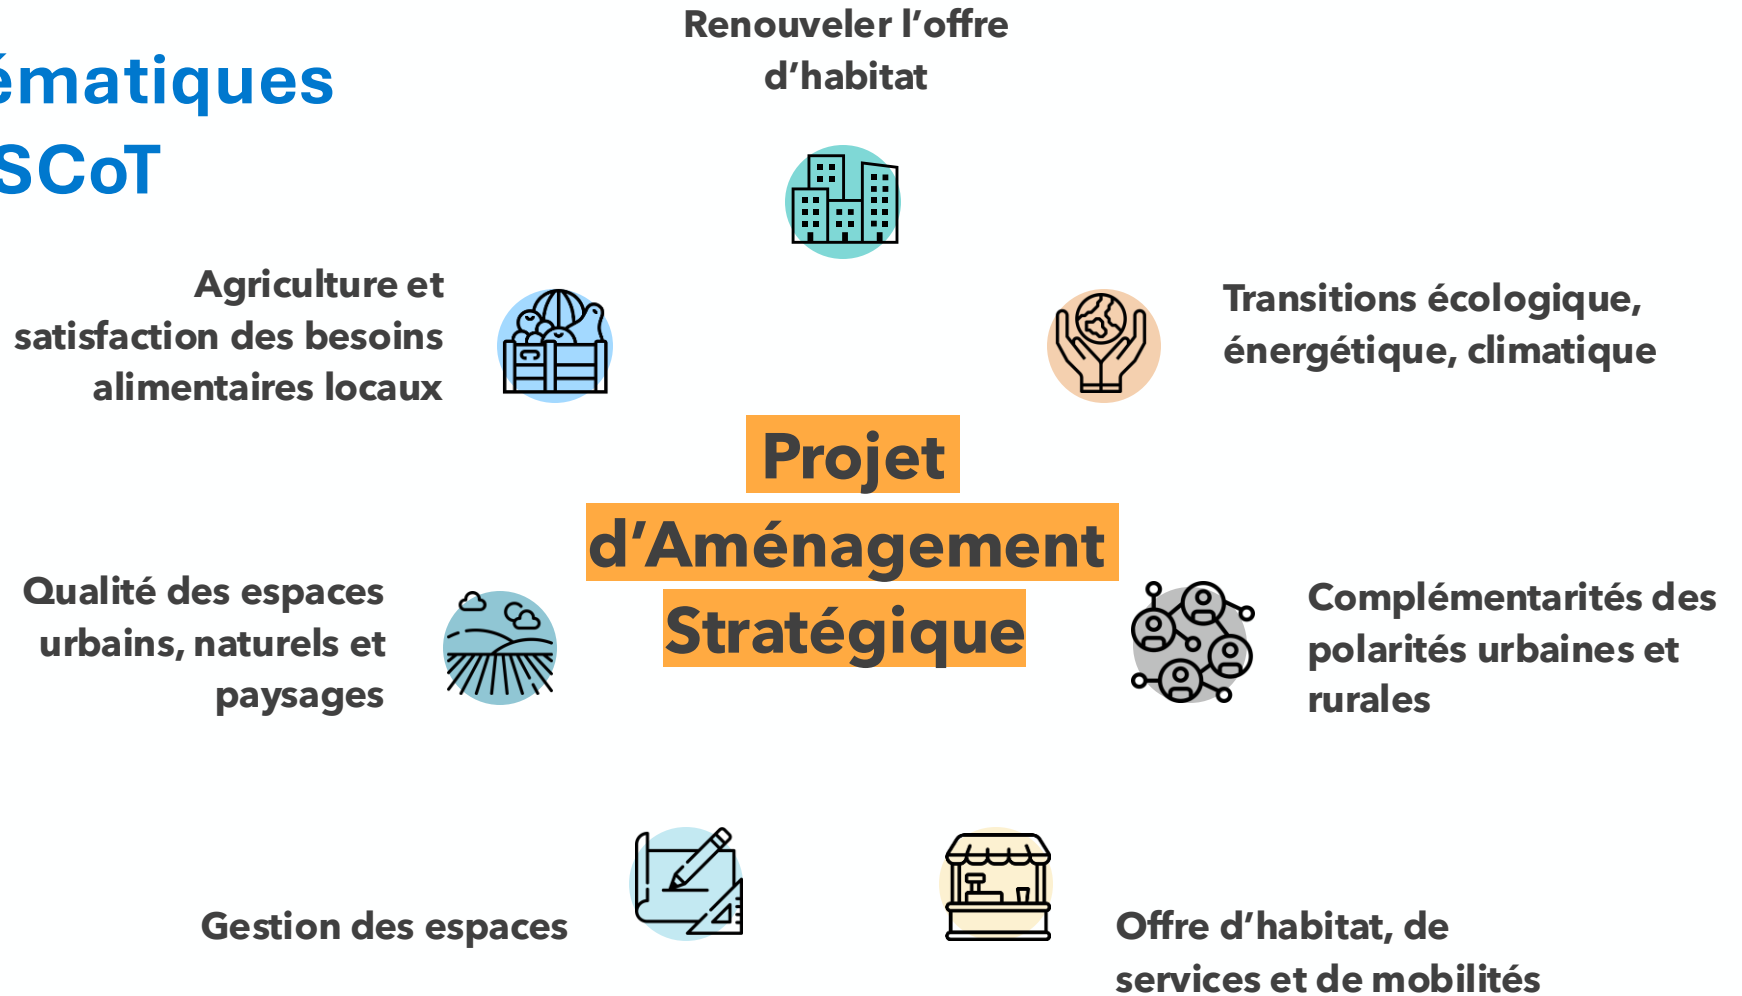 Renouveler l’offre
d’habitat
ématiques
SCoT
Agriculture et
satisfaction des besoins
alimentaires locaux
Transitions écologique,
énergétique, climatique
Projet
d’Aménagement
Stratégique
Qualité des espaces
urbains, naturels et
paysages
Complémentarités des
polarités urbaines et
rurales
Gestion des espaces
Offre d’habitat, de
services et de mobilités